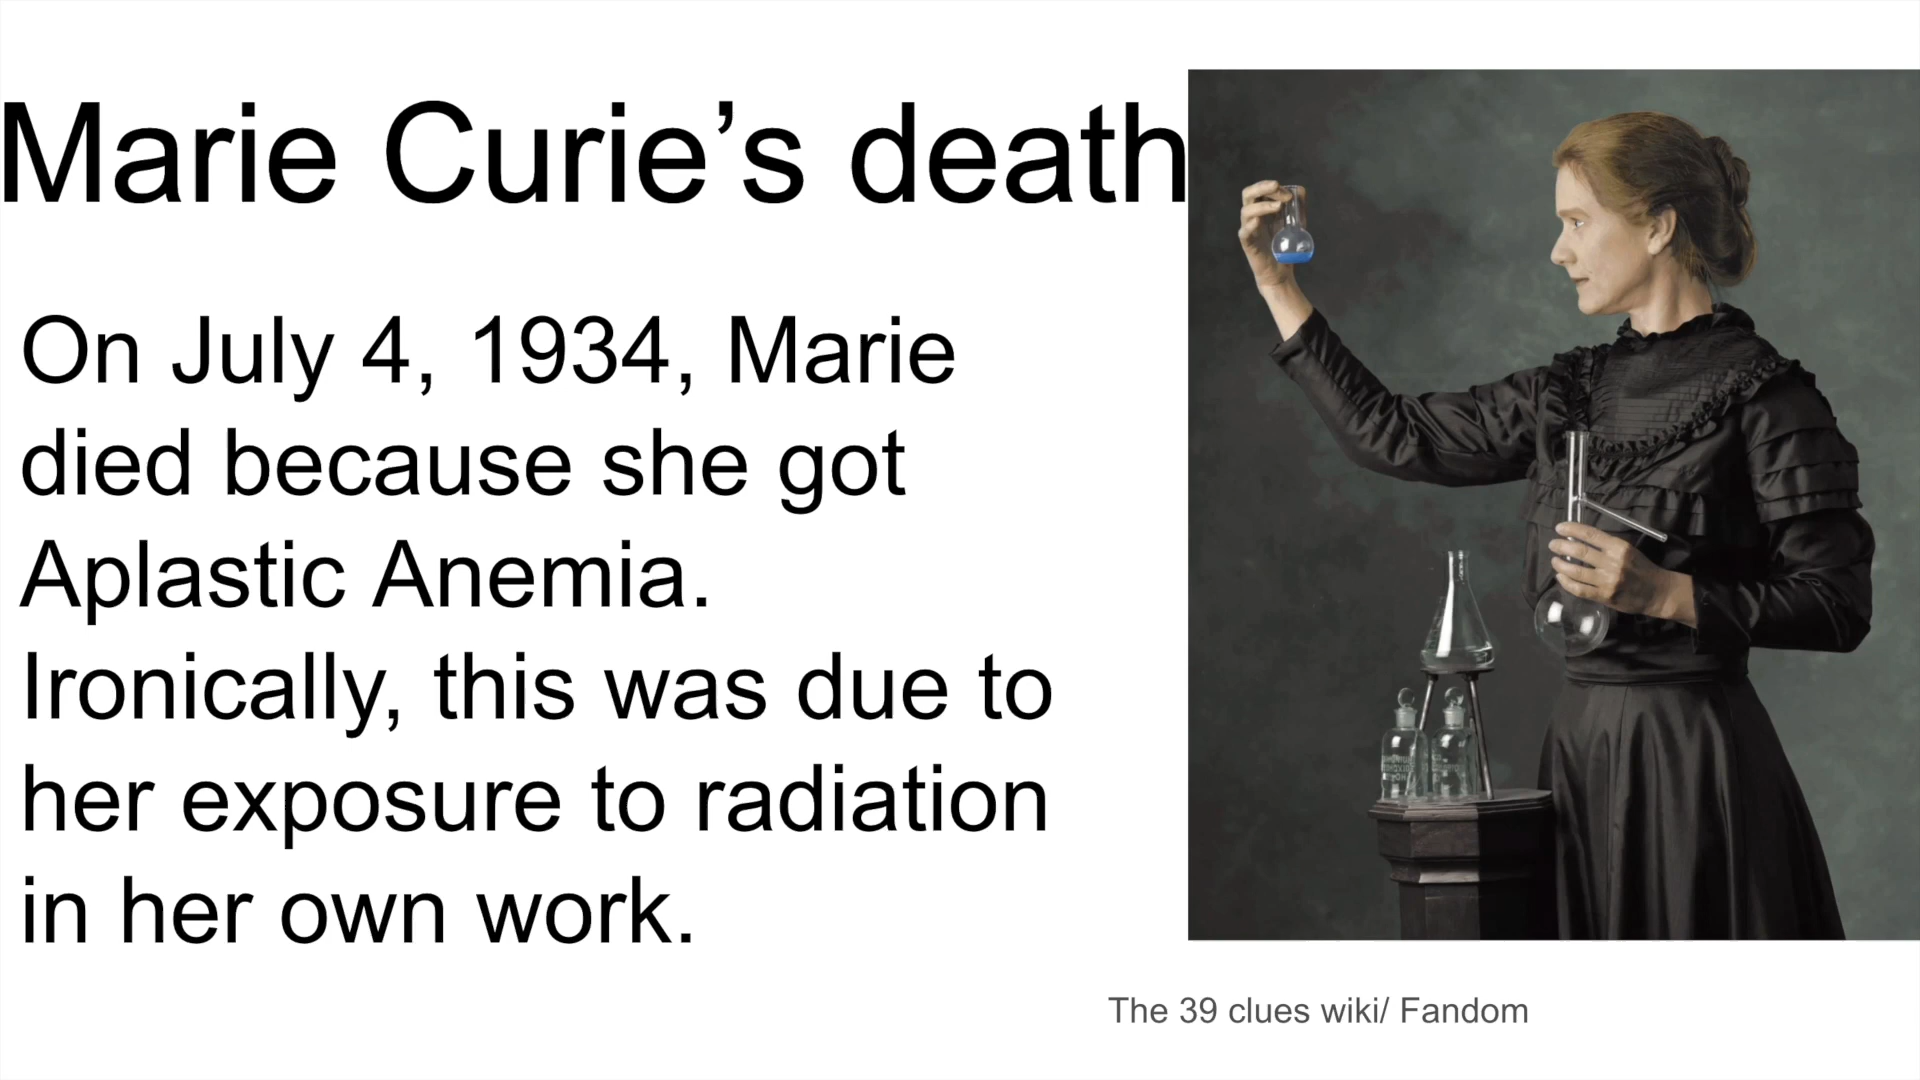 Marie Curie’s death
On July 4, 1934, Marie
died because she got
Aplastic Anemia.
Ironically, this was due to
her exposure to radiation
in her own work.
The 39 clues wiki/ Fandom